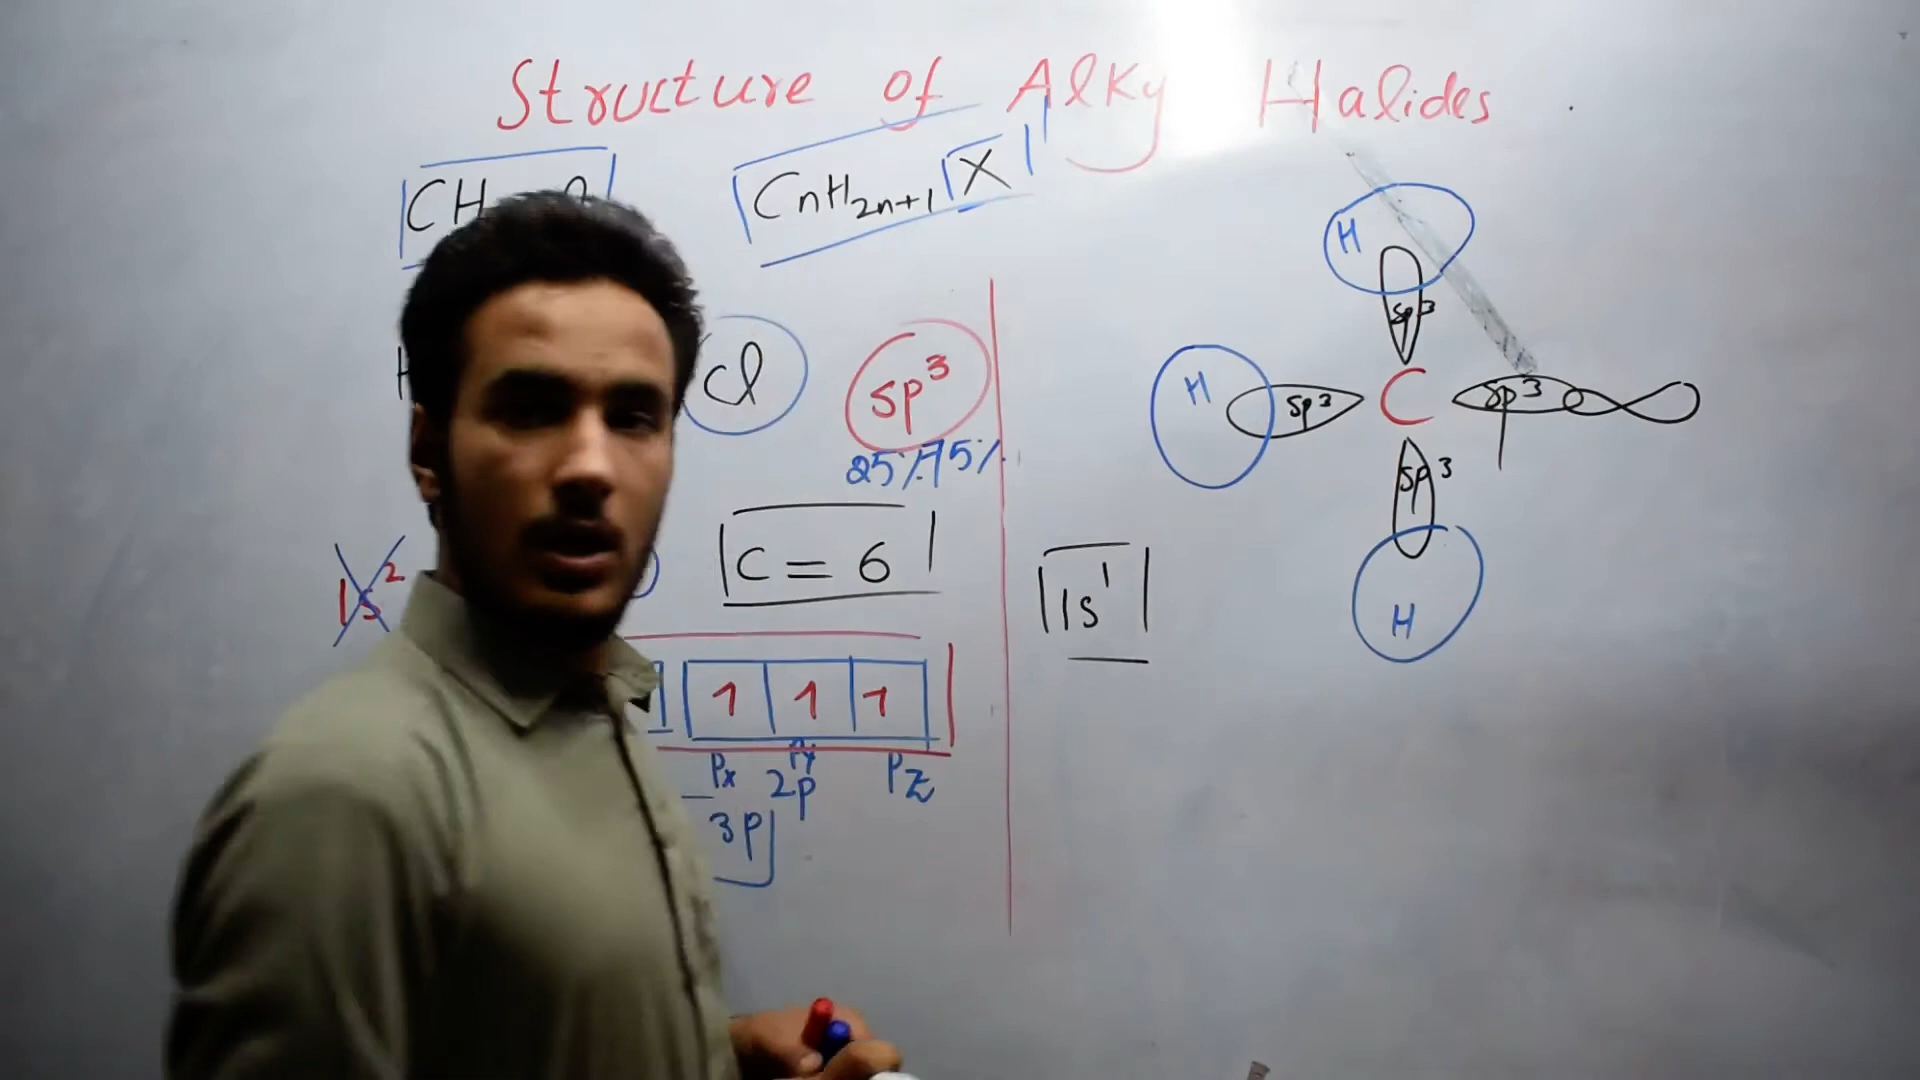 Structure of Alky Halides
CH
CnH2n+1 X
H
sp³
H
Cl
sp³
H
sp³
C
sp³
25% 75%
sp³
1s²
C = 6
1s¹
H
1 1 1
Px Py Pz
2p
3p